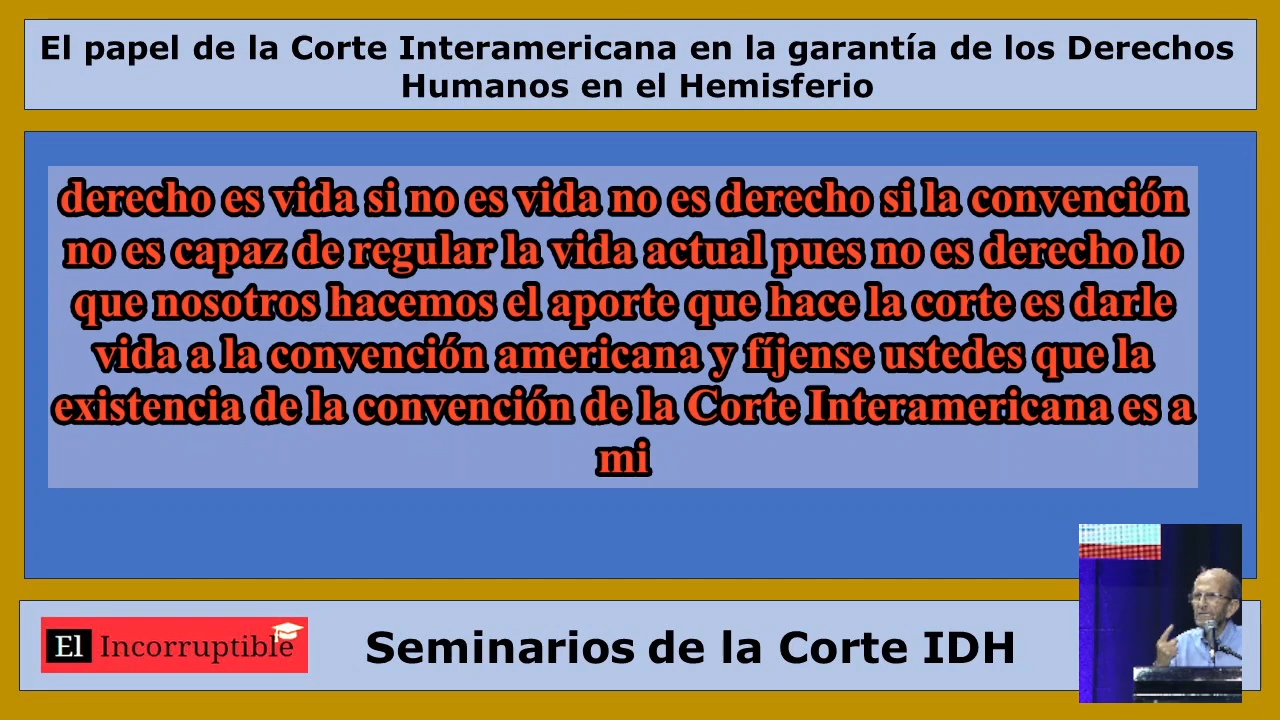 El papel de la Corte Interamericana en la garantía de los Derechos
Humanos en el Hemisferio
derecho es vida si no es vida no es derecho si la convención
no es capaz de regular la vida actual pues no es derecho lo
que nosotros hacemos el aporte que hace la corte es darle
vida a la convención americana y fíjense ustedes que la
existencia de la convención de la Corte Interamericana es a
mi
El Incorruptible
Seminarios de la Corte IDH